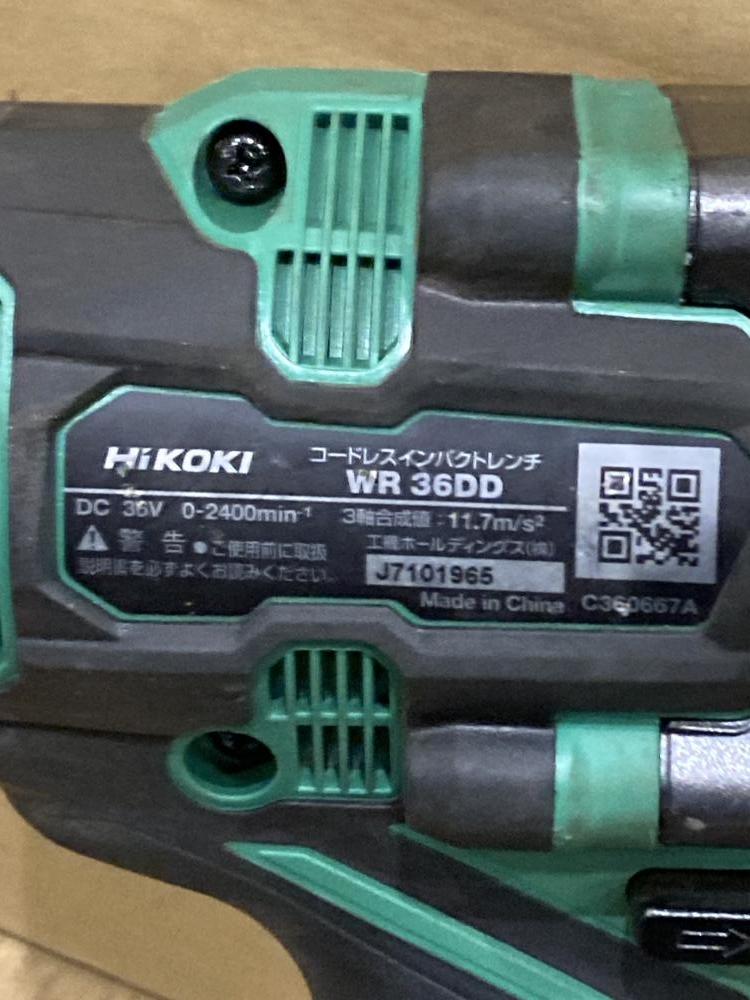 HiKOKI
コードレスインパクトレンチ
WR 36DD
DC 36V 0-2400min⁻¹ 3軸合成値:11.7m/s²
⚠警告 ●ご使用前に取扱
説明書を必ずよくお読みください。
工機ホールディングス(株)
J7101965
Made in China C360667A